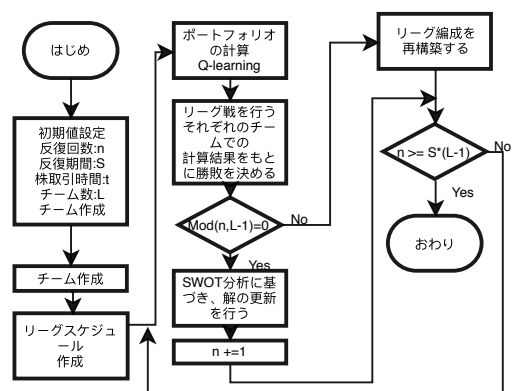 はじめ
初期値設定
反復回数:n
反復期間:S
株取引時間:t
チーム数:L
チーム作成
チーム作成
リーグスケジュ
ール
作成
ポートフォリオ
の計算
Q-learning
リーグ戦を行う
それぞれのチー
ムでの
計算結果をもと
に勝敗を決める
Mod(n,L-1)=0
No
Yes
SWOT分析に基
づき、解の更新
を行う
n +=1
リーグ編成を
再構築する
n >= S*(L-1)
No
Yes
おわり